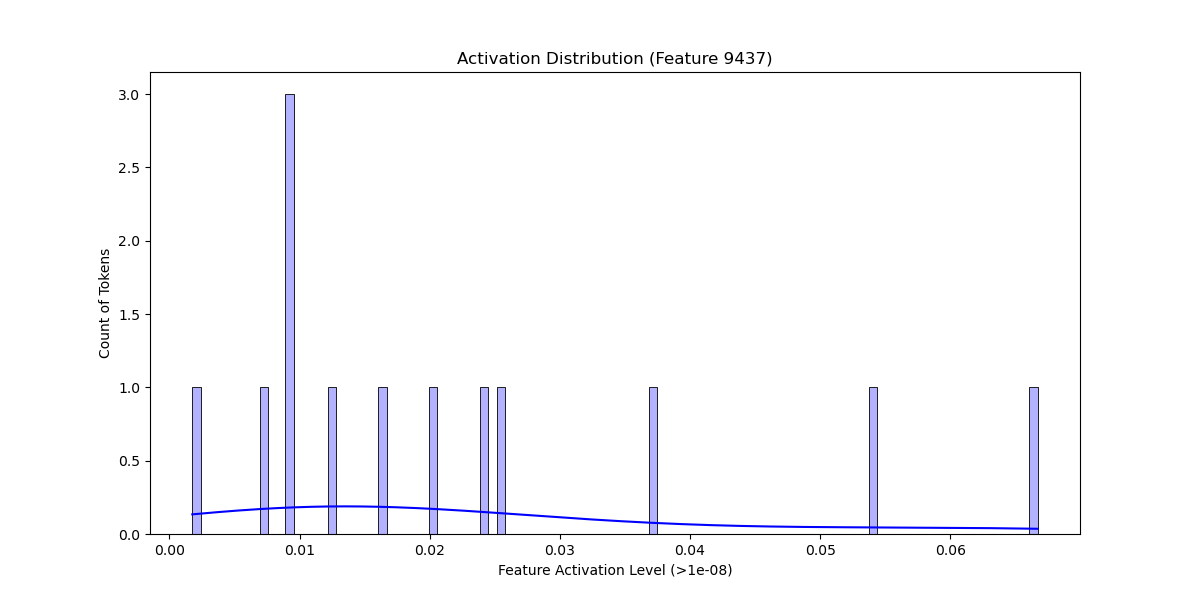 Activation Distribution (Feature 9437)
3.0
2.5
2.0
1.5
1.0
0.5
0.0
Count of Tokens
0.00 0.01 0.02 0.03 0.04 0.05 0.06
Feature Activation Level (>1e-08)